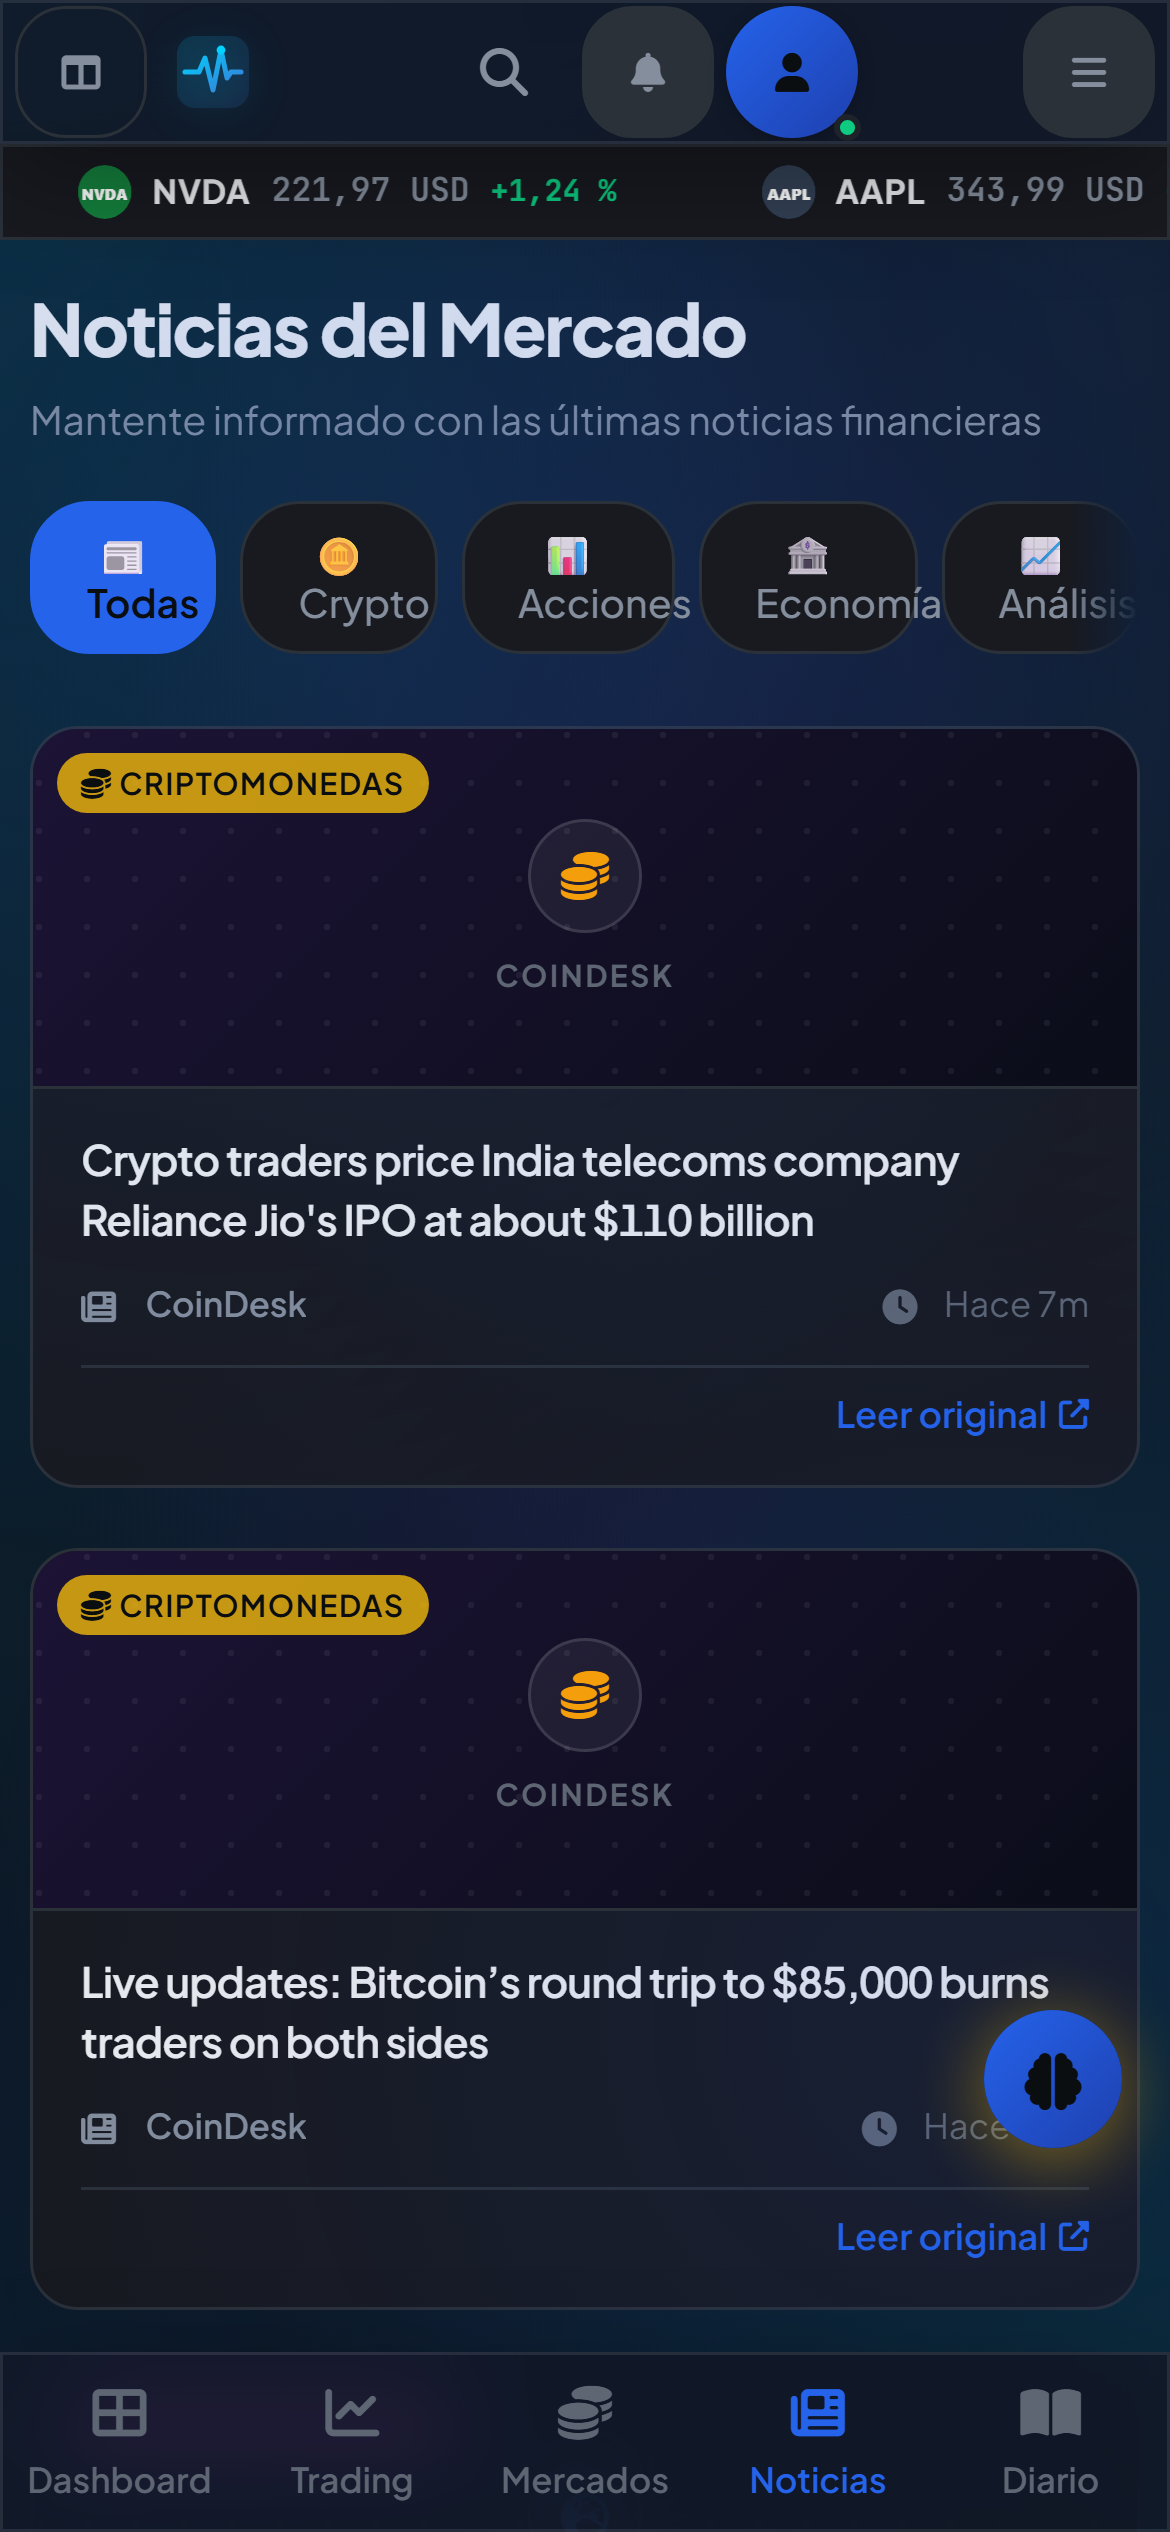 NVDA NVDA 221,97 USD +1,24 % AAPL AAPL 343,99 USD
Noticias del Mercado
Mantente informado con las últimas noticias financieras
Todas Crypto Acciones Economía Análisis
CRIPTOMONEDAS
COINDESK
Crypto traders price India telecoms company
Reliance Jio's IPO at about $110 billion
CoinDesk Hace 7m
Leer original
CRIPTOMONEDAS
COINDESK
Live updates: Bitcoin’s round trip to $85,000 burns
traders on both sides
CoinDesk Hace
Leer original
Dashboard Trading Mercados Noticias Diario